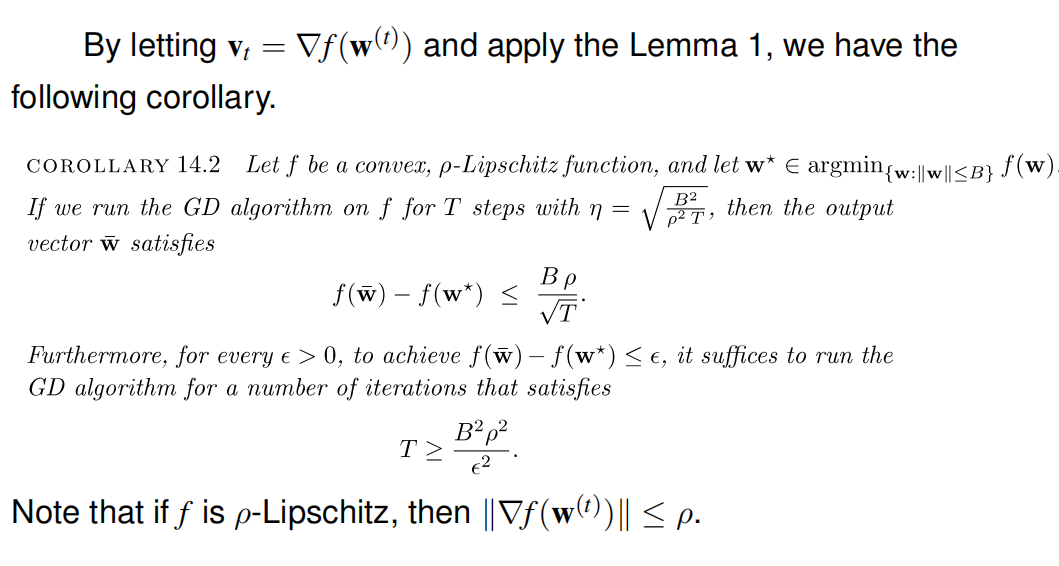 By letting v_t = ∇f(w^(t)) and apply the Lemma 1, we have the
following corollary.
COROLLARY 14.2 Let f be a convex, ρ-Lipschitz function, and let w⋆ ∈ argmin_{w:‖w‖≤B} f(w).
If we run the GD algorithm on f for T steps with η = √(B²/(ρ² T)), then the output
vector w̄ satisfies
f(w̄) − f(w⋆) ≤ B ρ/√T.
Furthermore, for every ϵ > 0, to achieve f(w̄) − f(w⋆) ≤ ϵ, it suffices to run the
GD algorithm for a number of iterations that satisfies
T ≥ B²ρ²/ϵ².
Note that if f is ρ-Lipschitz, then ‖∇f(w^(t))‖ ≤ ρ.